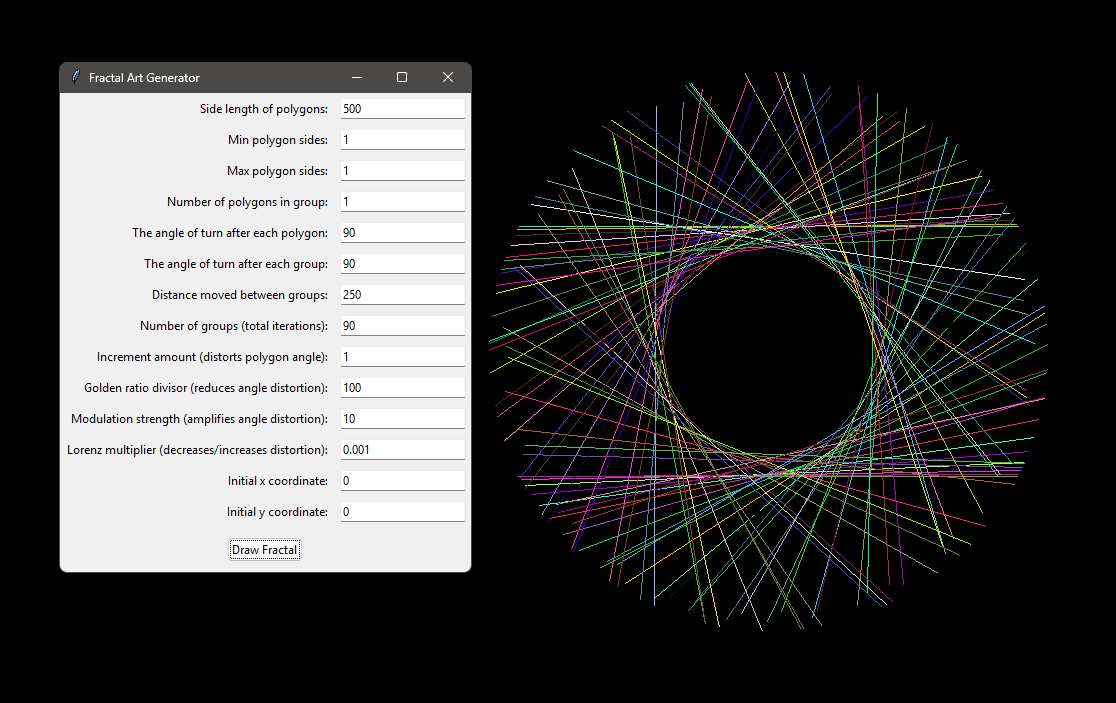 Fractal Art Generator
Side length of polygons: 500
Min polygon sides: 1
Max polygon sides: 1
Number of polygons in group: 1
The angle of turn after each polygon: 90
The angle of turn after each group: 90
Distance moved between groups: 250
Number of groups (total iterations): 90
Increment amount (distorts polygon angle): 1
Golden ratio divisor (reduces angle distortion): 100
Modulation strength (amplifies angle distortion): 10
Lorenz multiplier (decreases/increases distortion): 0.001
Initial x coordinate: 0
Initial y coordinate: 0
Draw Fractal